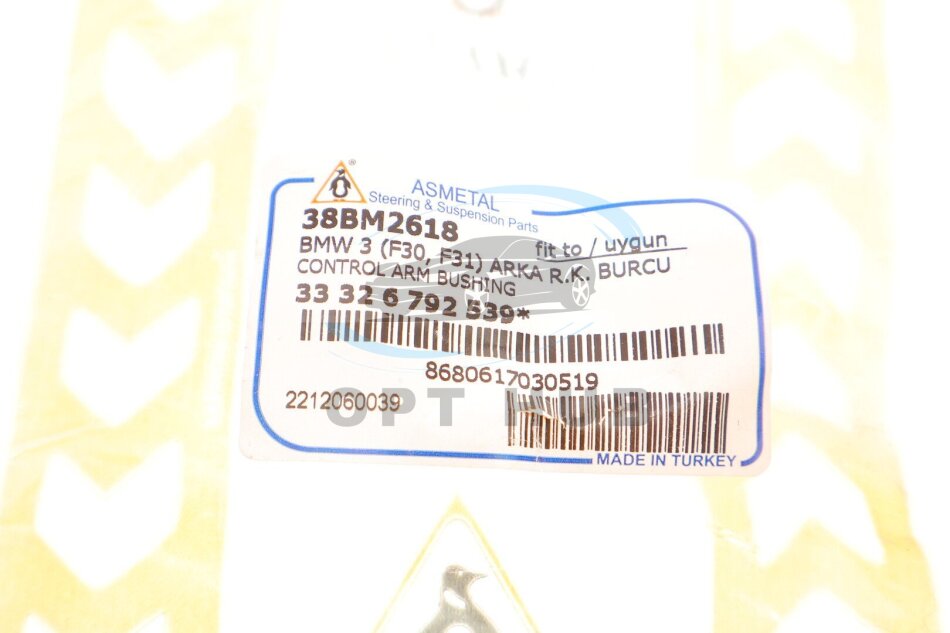 ASMETAL
Steering & Suspension Parts
38BM2618
fit to / uygun
BMW 3 (F30, F31) ARKA R.K. BURCU
CONTROL ARM BUSHING
33 32 6 792 539*
8680617030519
2212060039
OPT HUB
MADE IN TURKEY
®